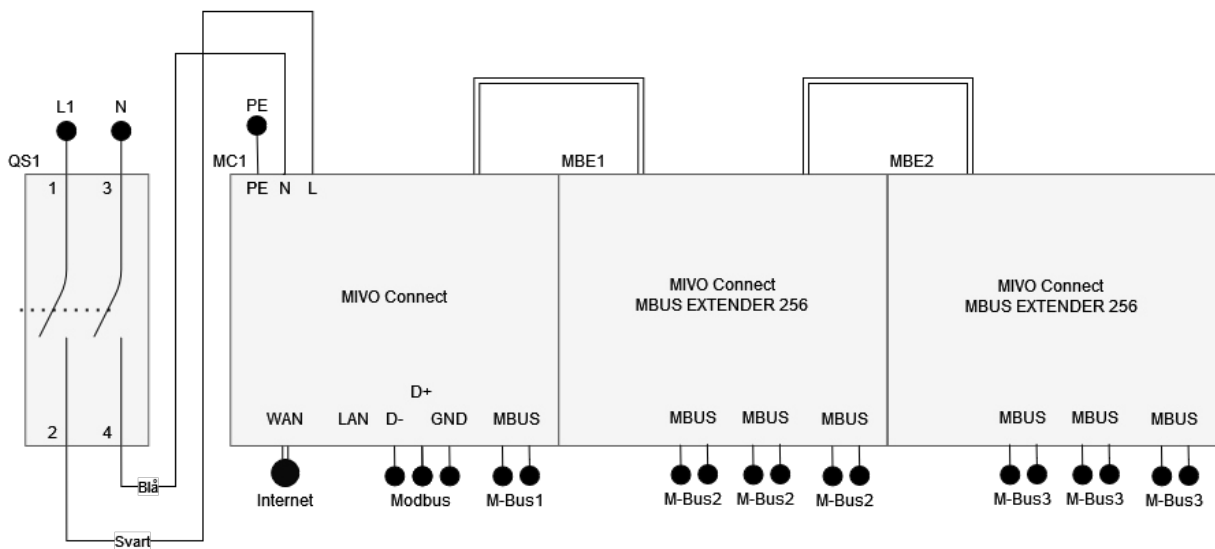 L1 N PE
QS1 MC1 MBE1 MBE2
1 3 PE N L
MIVO Connect
MIVO Connect
MBUS EXTENDER 256
MIVO Connect
MBUS EXTENDER 256
D+
2 4 WAN LAN D- GND MBUS MBUS MBUS MBUS MBUS MBUS MBUS
Blå
Internet Modbus M-Bus1 M-Bus2 M-Bus2 M-Bus2 M-Bus3 M-Bus3 M-Bus3
Svart